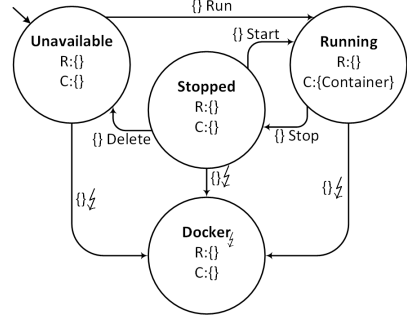 {} Run
Unavailable
R:{}
C:{}
{} Start
Running
R:{}
C:{Container}
Stopped
R:{}
C:{}
{} Delete
{} Stop
{}
{}
{}
Docker
R:{}
C:{}